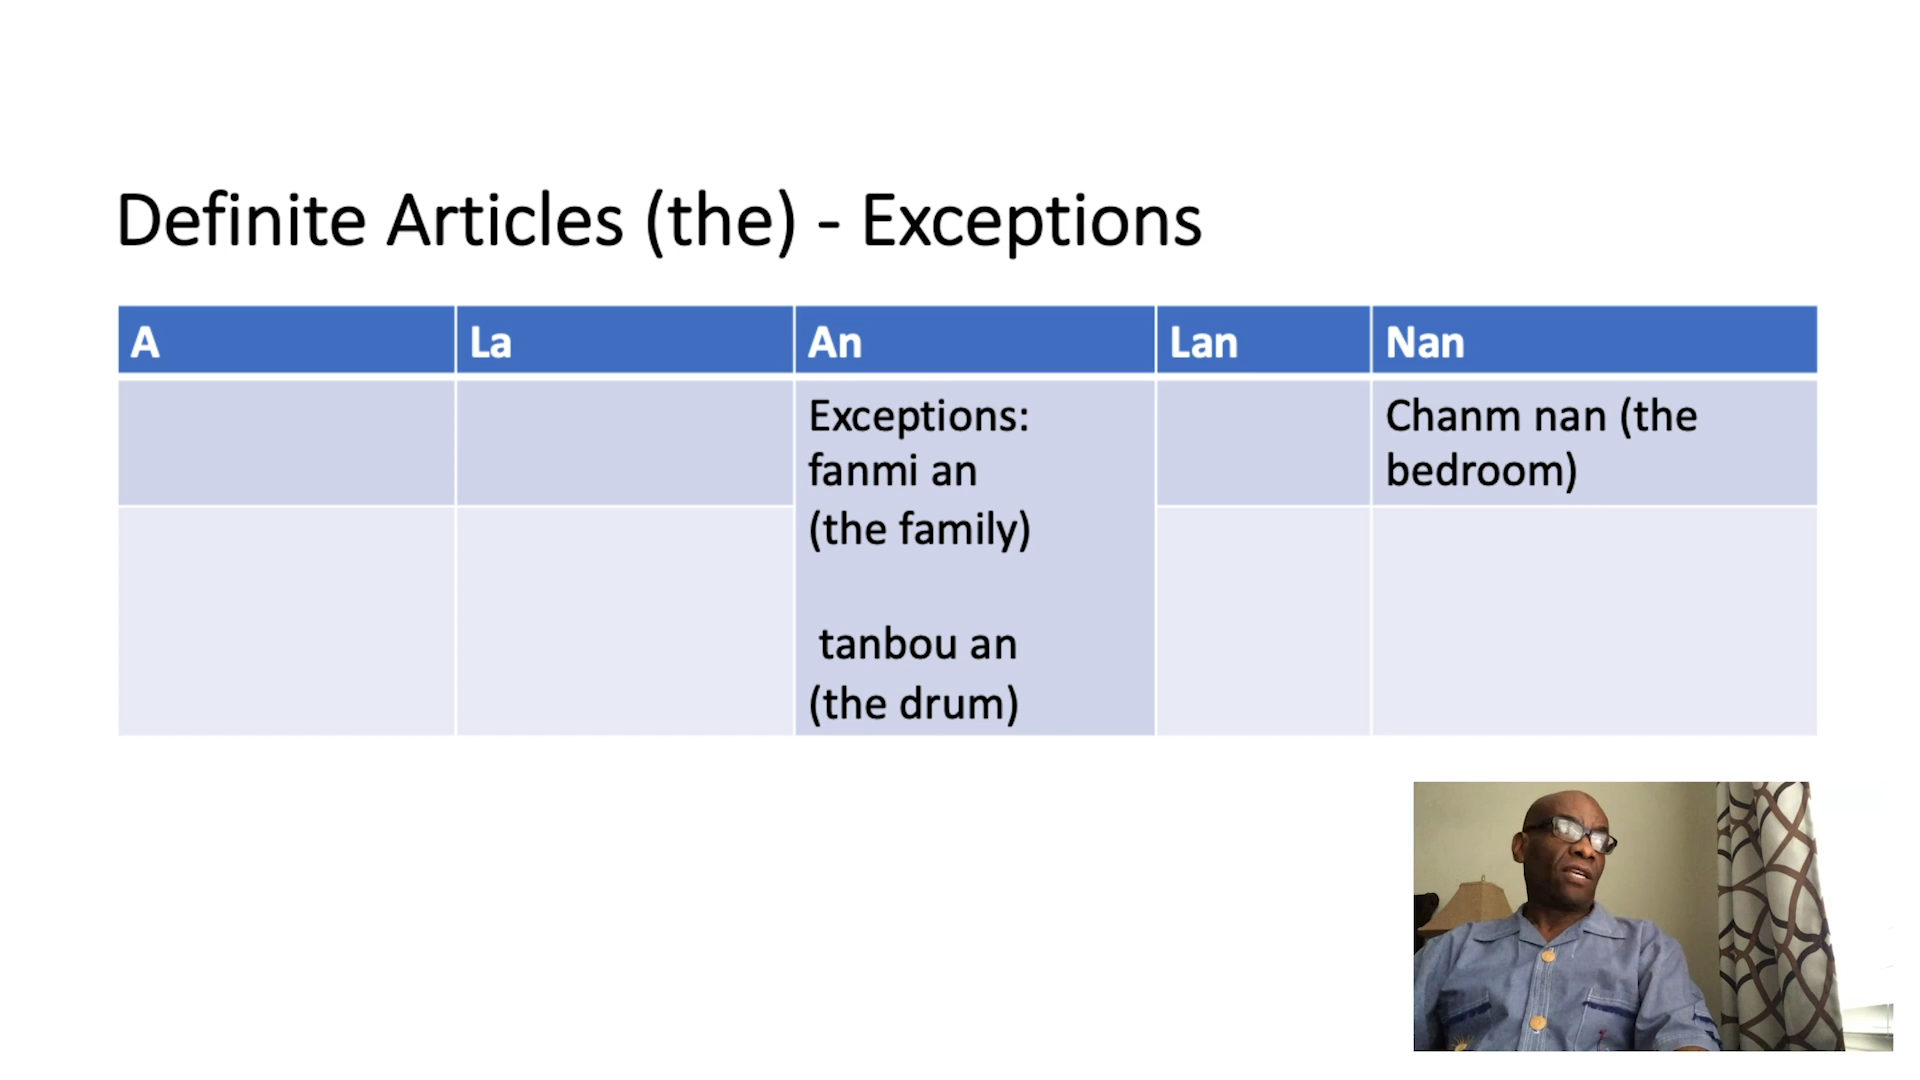 Definite Articles (the) - Exceptions
A La An Lan Nan
Exceptions:
fanmi an
(the family)
tanbou an
(the drum)
Chanm nan (the
bedroom)